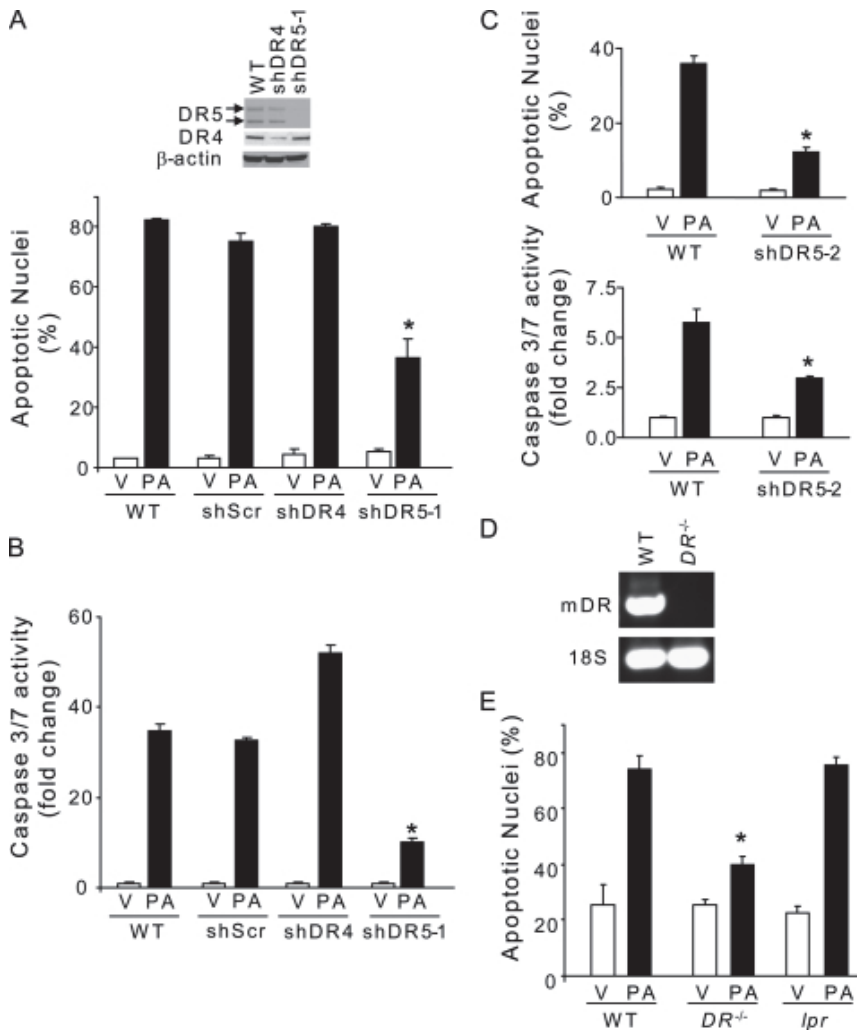 A
WT
shDR4
shDR5-1
DR5
DR4
β-actin
Apoptotic Nuclei
(%)
80
60
40
20
0
V PA V PA V PA V PA
WT shScr shDR4 shDR5-1
B
Caspase 3/7 activity
(fold change)
60
40
20
0
V PA V PA V PA V PA
WT shScr shDR4 shDR5-1
*
*
C
Apoptotic Nuclei
(%)
40
20
0
*
V PA V PA
WT shDR5-2
Caspase 3/7 activity
(fold change)
7.5
5.0
2.5
0.0
*
V PA V PA
WT shDR5-2
D
WT
DR-/-
mDR
18S
E
Apoptotic Nuclei (%)
80
60
40
20
0
*
V PA V PA V PA
WT DR-/- lpr